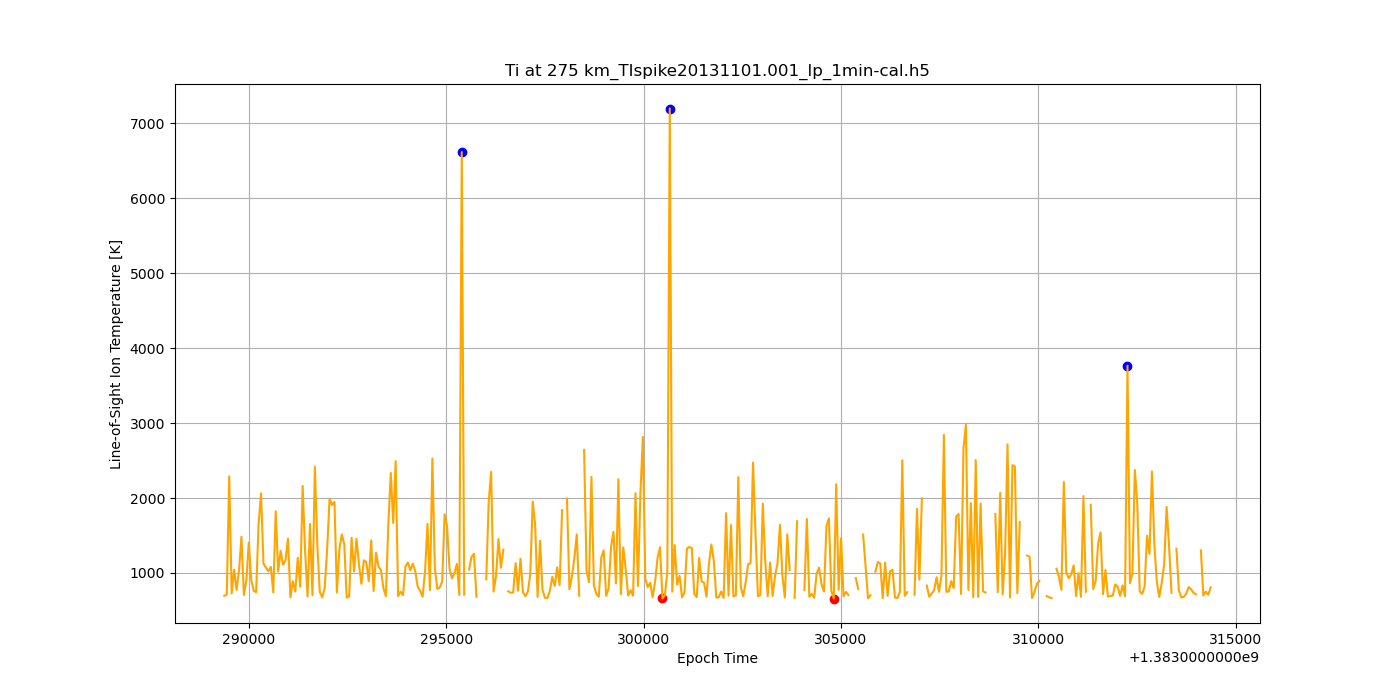 Ti at 275 km_TIspike20131101.001_lp_1min-cal.h5
Line-of-Sight Ion Temperature [K]
7000
6000
5000
4000
3000
2000
1000
290000 295000 300000 305000 310000 315000
Epoch Time
+1.3830000000e9